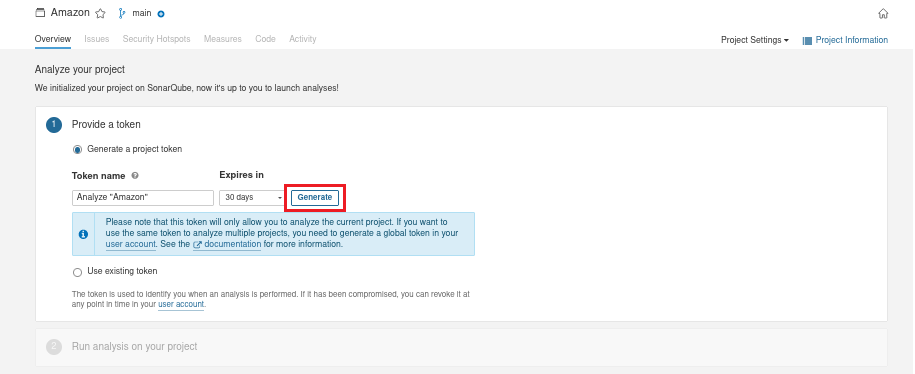 Amazon main
Overview Issues Security Hotspots Measures Code Activity Project Settings Project Information
Analyze your project
We initialized your project on SonarQube, now it's up to you to launch analyses!
1 Provide a token
Generate a project token
Token name ? Expires in
Analyze "Amazon" 30 days Generate
Please note that this token will only allow you to analyze the current project. If you want to
use the same token to analyze multiple projects, you need to generate a global token in your
user account. See the documentation for more information.
Use existing token
The token is used to identify you when an analysis is performed. If it has been compromised, you can revoke it at
any point in time in your user account.
2 Run analysis on your project